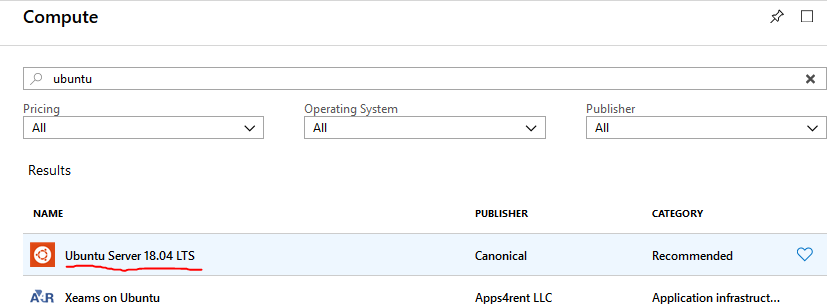 Compute
ubuntu
Pricing Operating System Publisher
All All All
Results
NAME PUBLISHER CATEGORY
Ubuntu Server 18.04 LTS Canonical Recommended
Xeams on Ubuntu Apps4rent LLC Application infrastruct...